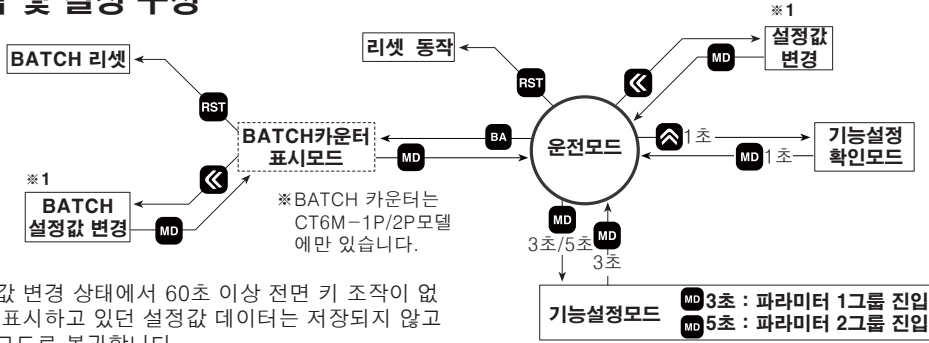 및 설정 구성
※1
BATCH 리셋
리셋 동작
설정값
변경
RST
RST
MD
BATCH카운터
표시모드
BA
MD
운전모드
1초
MD 1초
기능설정
확인모드
※1
BATCH
설정값 변경
MD
※BATCH 카운터는
CT6M-1P/2P모델
에만 있습니다.
MD
3초/5초
MD
3초
값 변경 상태에서 60초 이상 전면 키 조작이 없
표시하고 있던 설정값 데이터는 저장되지 않고
기능설정모드
MD 3초 : 파라미터 1그룹 진입
MD 5초 : 파라미터 2그룹 진입